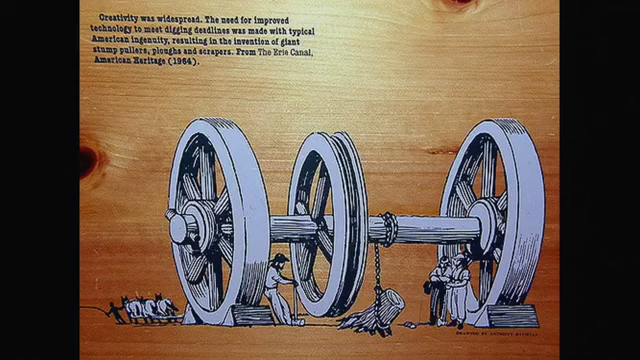 Creativity was widespread. The need for improved
technology to meet digging deadlines was made with typical
American ingenuity, resulting in the invention of giant
stump pullers, ploughs and scrapers. From The Erie Canal,
American Heritage (1964).
DRAWING BY ANTHONY